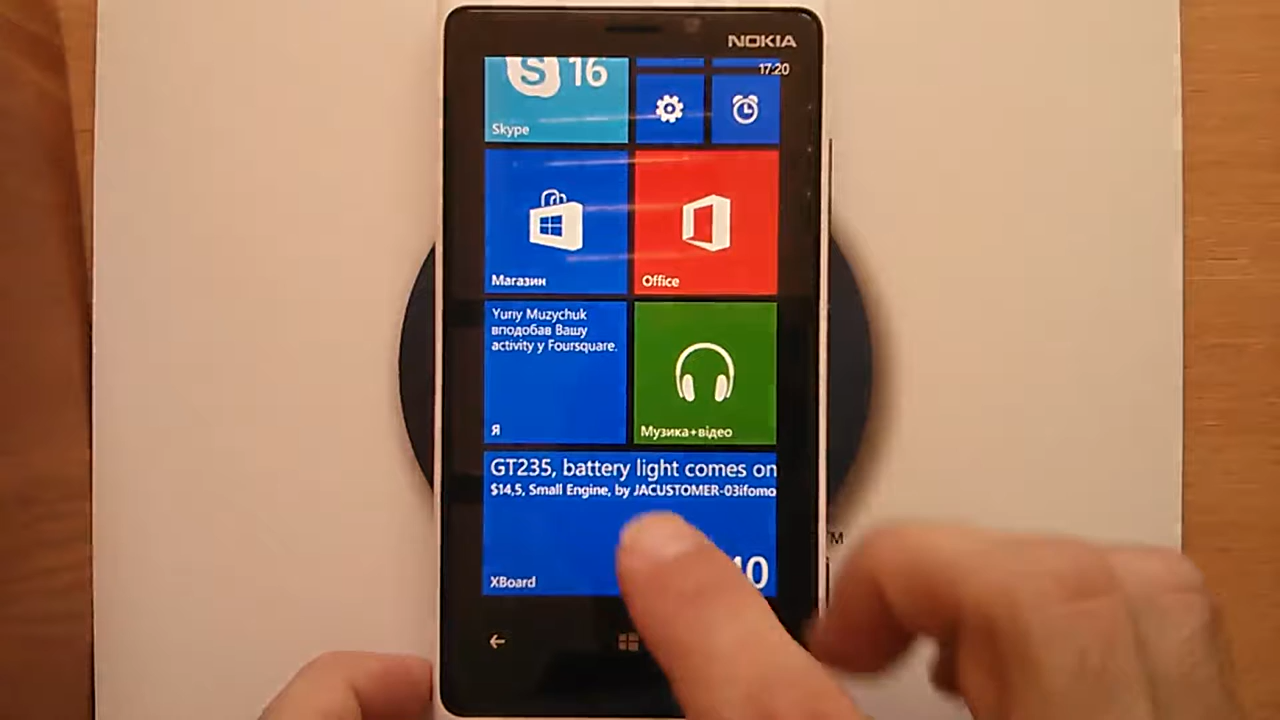 NOKIA
17:20
S 16
Skype
Магазин
Office
Yuriy Muzychuk
вподобав Вашу
activity у Foursquare.
Я
Музика+відео
GT235, battery light comes on
$14,5, Small Engine, by JACUSTOMER-03ifomo
XBoard
TM